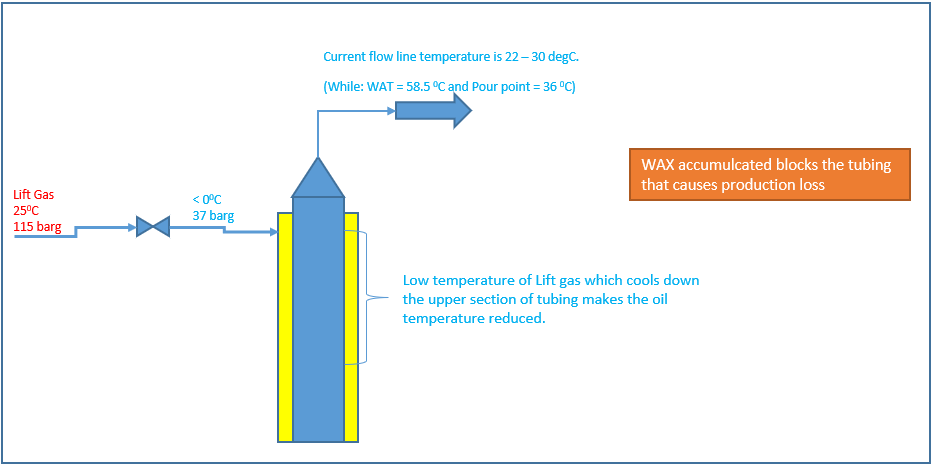 Current flow line temperature is 22 – 30 degC.
(While: WAT = 58.5 ⁰C and Pour point = 36 ⁰C)
WAX accumulcated blocks the tubing
that causes production loss
Lift Gas
25⁰C
115 barg
< 0⁰C
37 barg
Low temperature of Lift gas which cools down
the upper section of tubing makes the oil
temperature reduced.